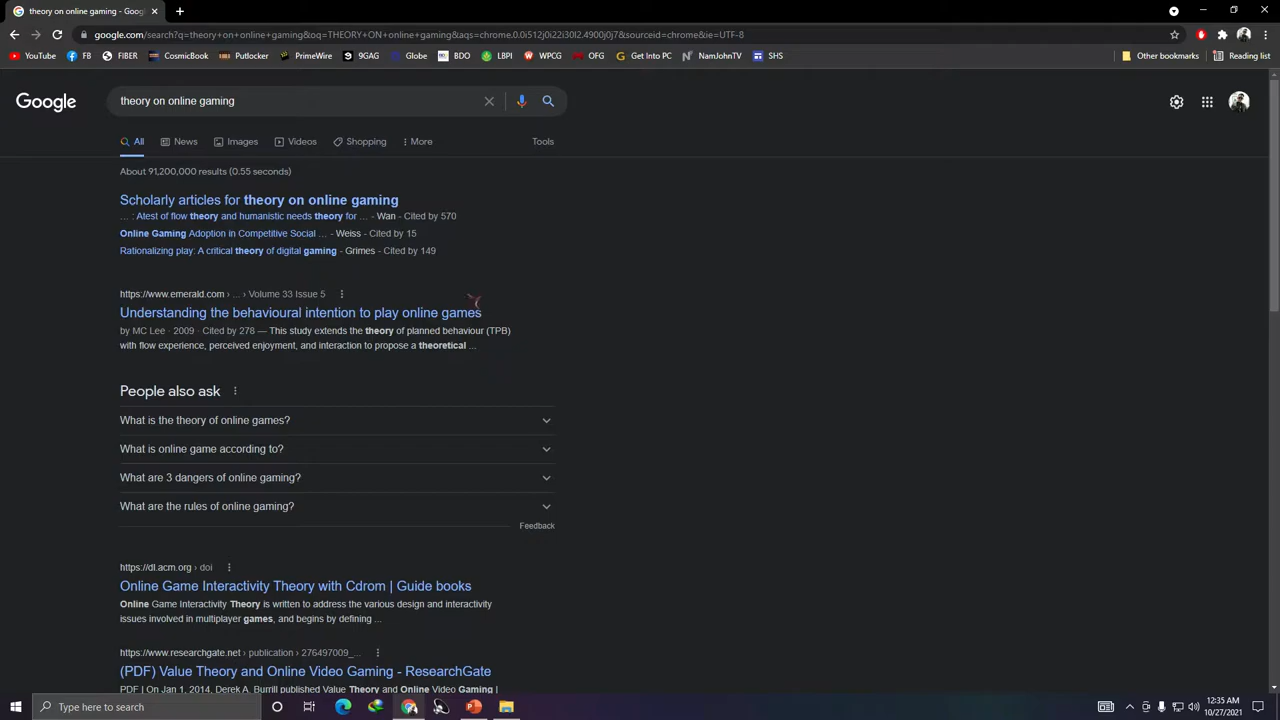 theory on online gaming - Goog
google.com/search?q=theory+on+online+gaming&oq=THEORY+ON+online+gaming&aqs=chrome.0.0i512j0i22i30l2.4900j0j7&sourceid=chrome&ie=UTF-8
YouTube FB FIBER CosmicBook Putlocker PrimeWire 9GAG Globe BDO LBPI WPCG OFG Get Into PC NamJohnTV SHS Other bookmarks Reading list
Google theory on online gaming
All News Images Videos Shopping More Tools
About 91,200,000 results (0.55 seconds)
Scholarly articles for theory on online gaming
... : Atest of flow theory and humanistic needs theory for ... - Wan - Cited by 570
Online Gaming Adoption in Competitive Social ... - Weiss - Cited by 15
Rationalizing play: A critical theory of digital gaming - Grimes - Cited by 149
https://www.emerald.com › ... › Volume 33 Issue 5
Understanding the behavioural intention to play online games
by MC Lee · 2009 · Cited by 278 — This study extends the theory of planned behaviour (TPB)
with flow experience, perceived enjoyment, and interaction to propose a theoretical ...
People also ask
What is the theory of online games?
What is online game according to?
What are 3 dangers of online gaming?
What are the rules of online gaming?
Feedback
https://dl.acm.org › doi
Online Game Interactivity Theory with Cdrom | Guide books
Online Game Interactivity Theory is written to address the various design and interactivity
issues involved in multiplayer games, and begins by defining ...
https://www.researchgate.net › publication › 276497009_...
(PDF) Value Theory and Online Video Gaming - ResearchGate
PDF | On Jan 1, 2014, Derek A. Burrill published Value Theory and Online Video Gaming |
Type here to search
12:35 AM
10/27/2021